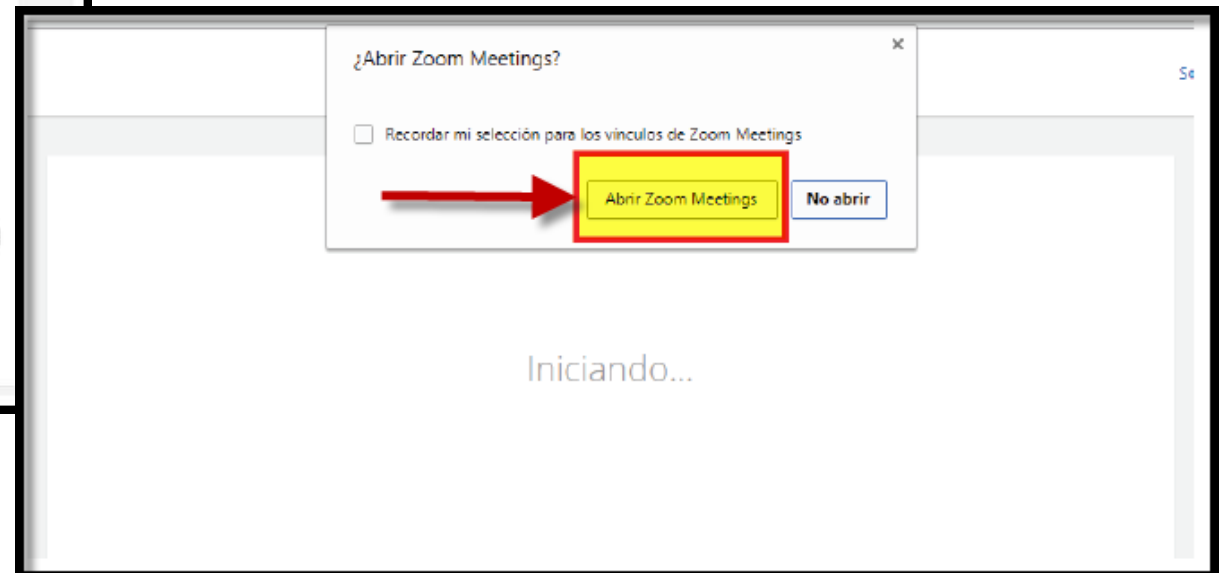 ¿Abrir Zoom Meetings?
Recordar mi selección para los vínculos de Zoom Meetings
Abrir Zoom Meetings
No abrir
Iniciando...